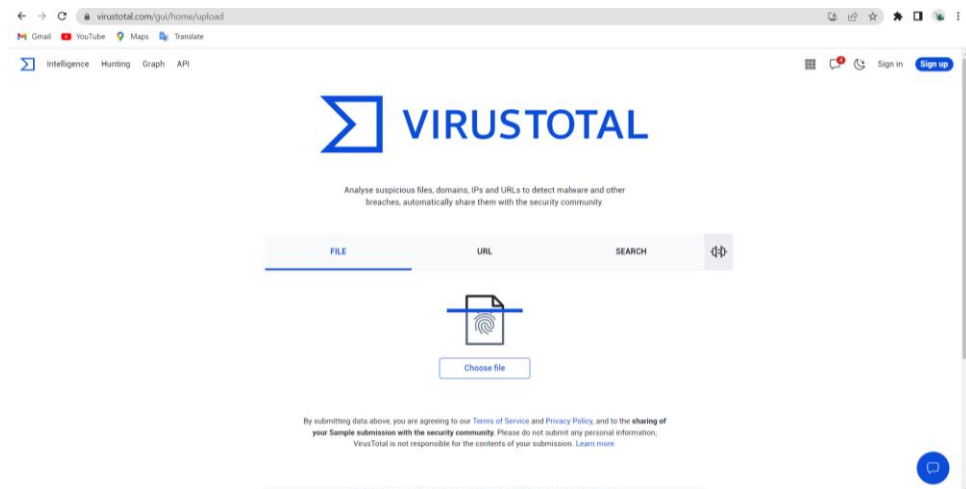 virustotal.com/gui/home/upload
Gmail YouTube Maps Translate
Intelligence Hunting Graph API
4
Sign in Sign up
VIRUSTOTAL
Analyse suspicious files, domains, IPs and URLs to detect malware and other
breaches, automatically share them with the security community.
FILE URL SEARCH
Choose file
By submitting data above, you are agreeing to our Terms of Service and Privacy Policy, and to the sharing of
your Sample submission with the security community. Please do not submit any personal information;
VirusTotal is not responsible for the contents of your submission. Learn more.